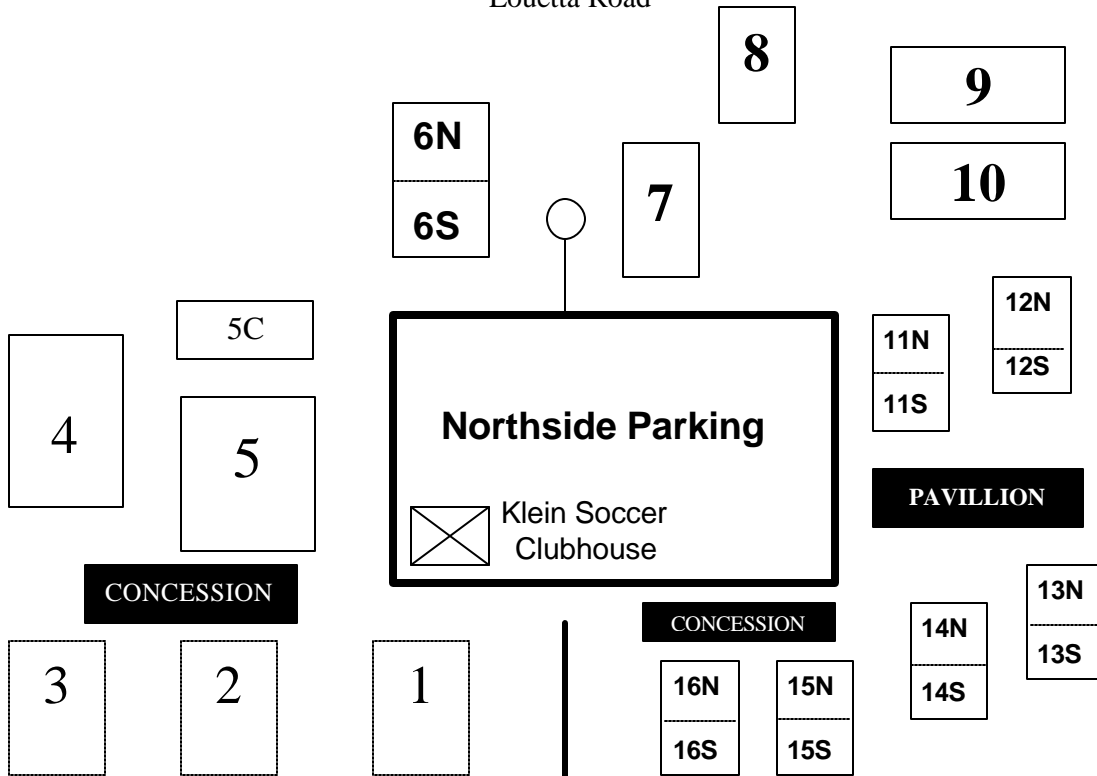 Louetta Road
8
9
6N
10
7
6S
12N
5C
11N
12S
4
11S
Northside Parking
5
PAVILLION
Klein Soccer
Clubhouse
CONCESSION
13N
CONCESSION
14N
13S
3
2
1
16N
15N
14S
16S
15S